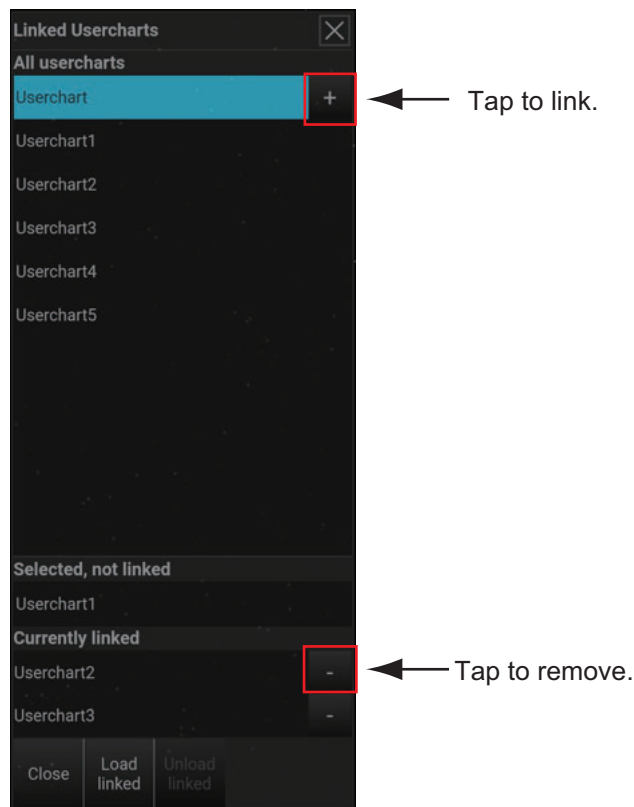 Linked Usercharts
All usercharts
Userchart +
Tap to link.
Userchart1
Userchart2
Userchart3
Userchart4
Userchart5
Selected, not linked
Userchart1
Currently linked
Userchart2 -
Tap to remove.
Userchart3 -
Close
Load
linked
Unload
linked